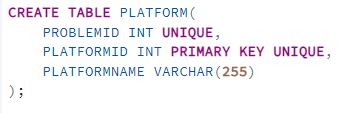 CREATE TABLE PLATFORM(
    PROBLEMID INT UNIQUE,
    PLATFORMID INT PRIMARY KEY UNIQUE,
    PLATFORMNAME VARCHAR(255)
);